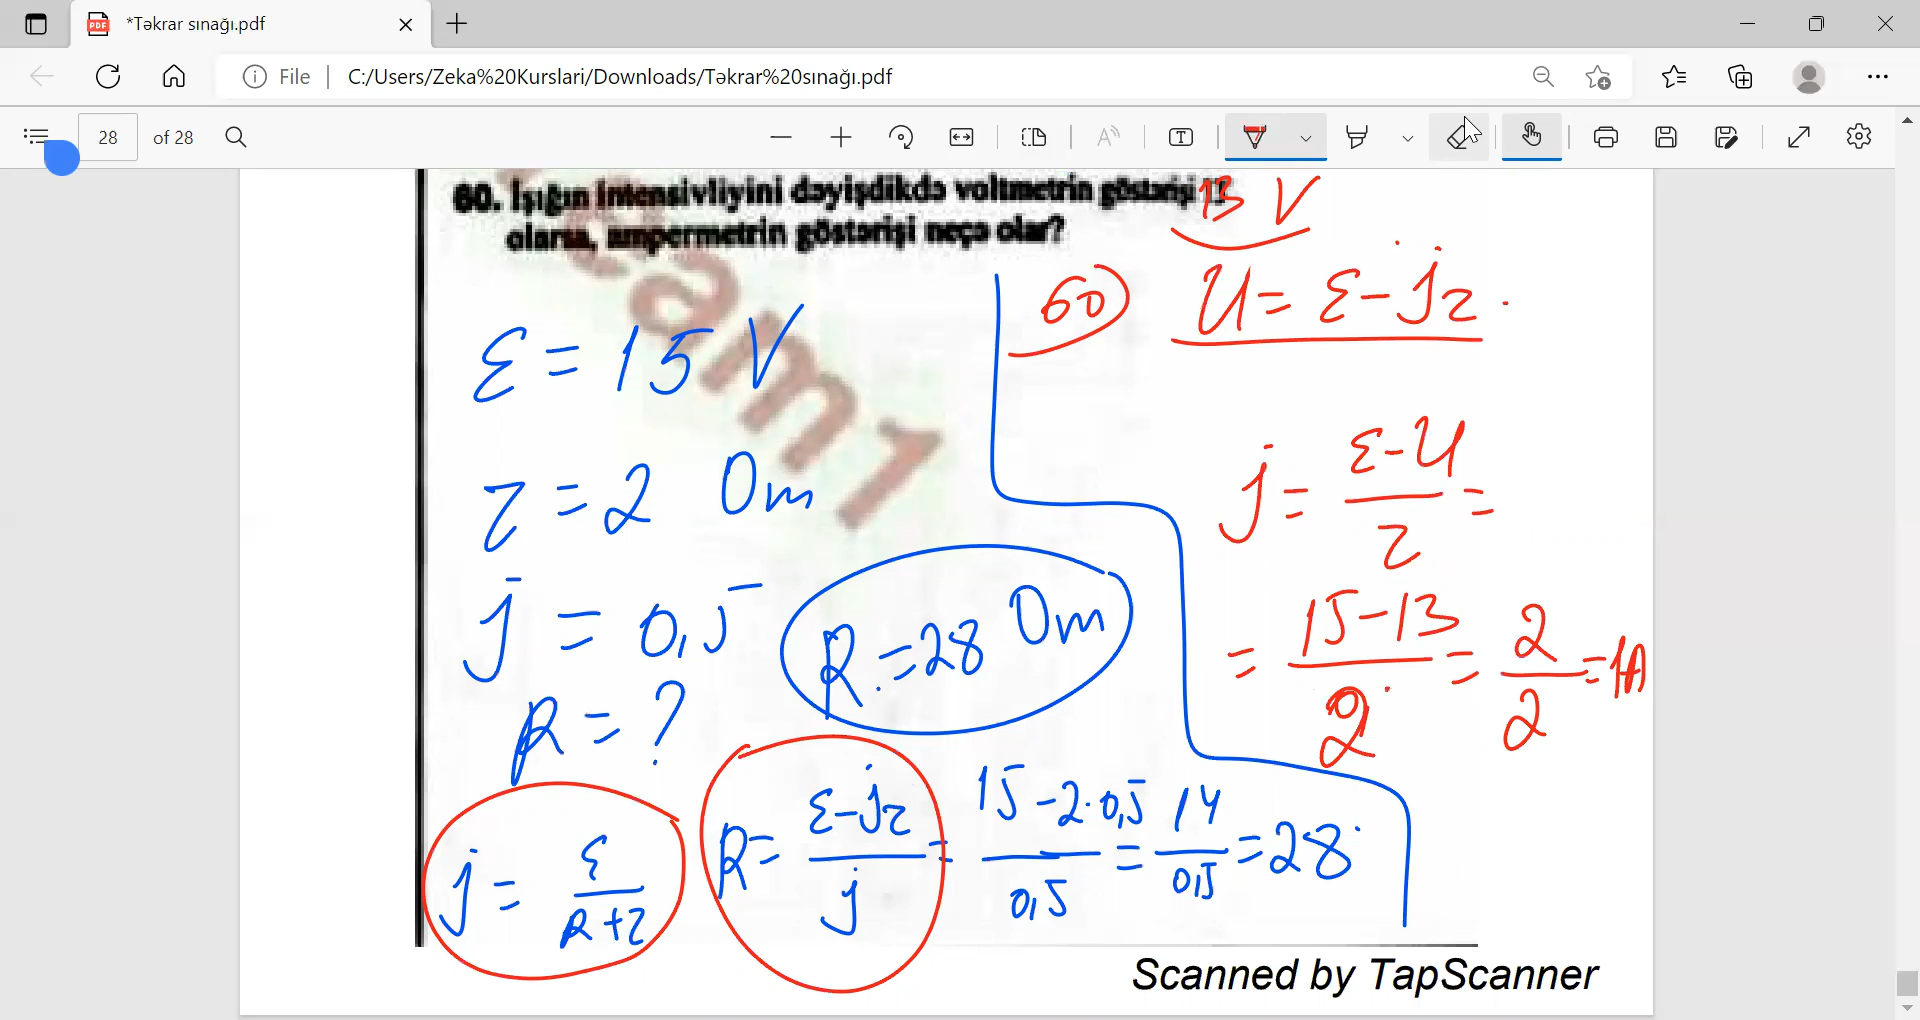 *Təkrar sınağı.pdf
File | C:/Users/Zeka%20Kurslari/Downloads/Təkrar%20sınağı.pdf
28 of 28
60. İşığın intensivliyini dəyişdikdə voltmetrin göstərişi 13 V
olarsa, ampermetrin göstərişi neçə olar?
eam1
ε = 15 V
r = 2 Om
j = 0,5
R = ?
R = 28 Om
j = ε / (R + r)
R = (ε - jr) / j = (15 - 2·0,5) / 0,5 = 14 / 0,5 = 28
60) U = ε - jr
j = (ε - U) / r =
= (15 - 13) / 2 = 2 / 2 = 1A
Scanned by TapScanner